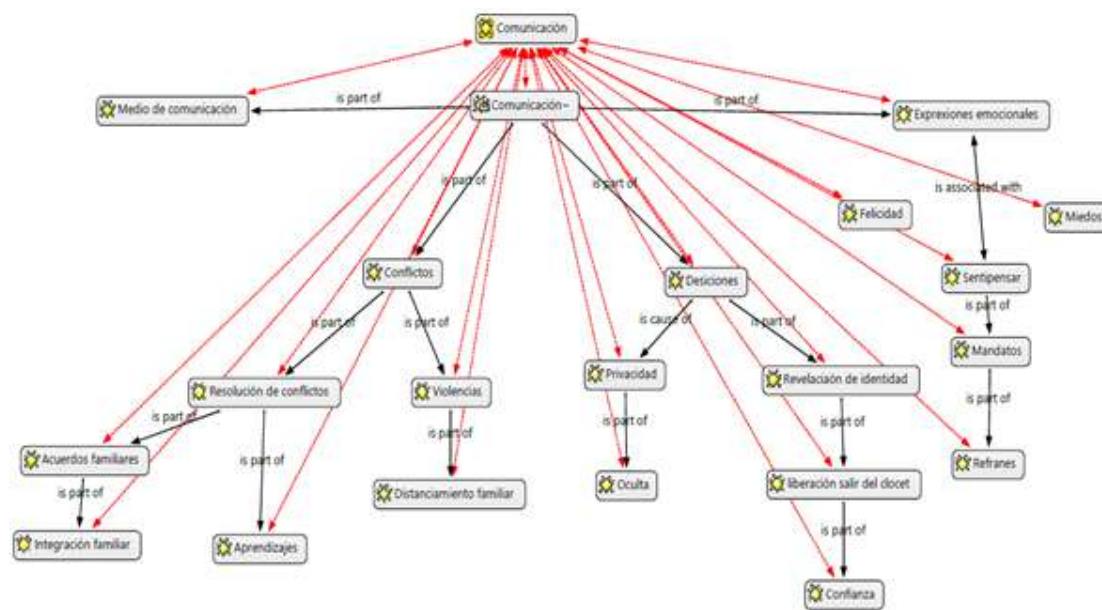 Comunicación
Medio de comunicación
is part of
Comunicación~
is part of
Exprexiones emocionales
is part of
is part of
is associated with
Felicidad
Miedos
Conflictos
Desiciones
Sentipensar
is part of
is part of
is cause of
is part of
is part of
Mandatos
Resolución de conflictos
Violencias
Privacidad
Revelaciaón de identidad
is part of
is part of
is part of
is part of
is part of
is part of
Acuerdos familiares
Refranes
is part of
Distanciamiento familiar
Oculta
liberación salir del clocet
is part of
Integración familiar
Aprendizajes
Confianza